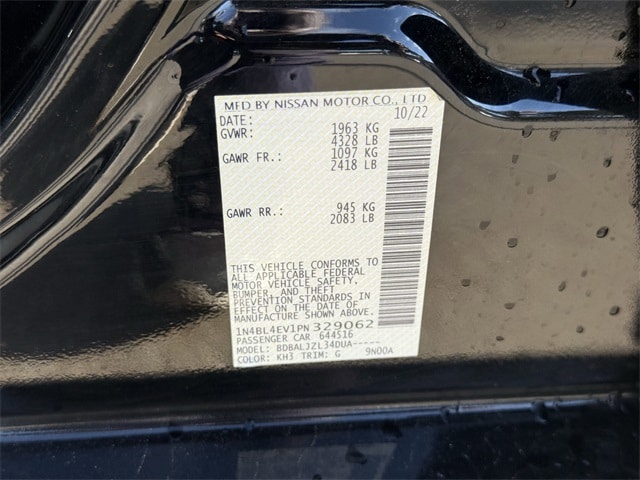 MFD BY NISSAN MOTOR CO., LTD
DATE: 10/22
GVWR: 1963 KG
4328 LB
GAWR FR.: 1097 KG
2418 LB
GAWR RR.: 945 KG
2083 LB
THIS VEHICLE CONFORMS TO
ALL APPLICABLE FEDERAL
MOTOR VEHICLE SAFETY,
BUMPER, AND THEFT
PREVENTION STANDARDS IN
EFFECT ON THE DATE OF
MANUFACTURE SHOWN ABOVE.
1N4BL4EV1PN329062
PASSENGER CAR 644516
MODEL: BDBALJZL34DUA-----
COLOR: KH3 TRIM: G 9N00A